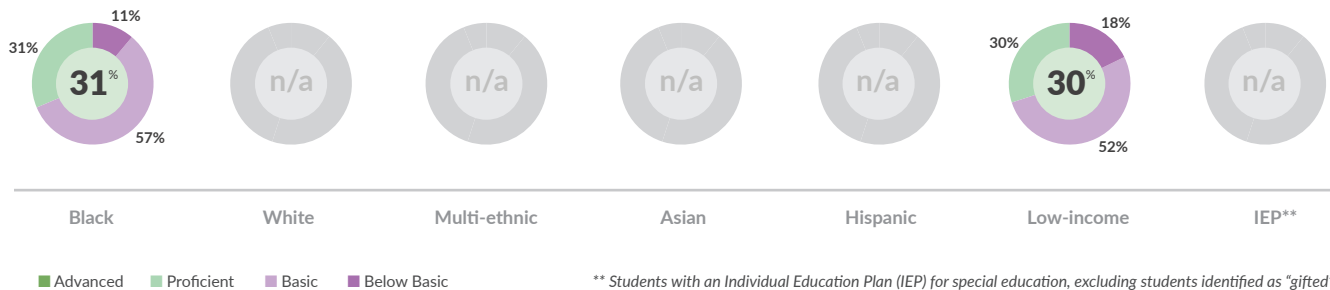 11%
31%
31%
57%
n/a
n/a
n/a
n/a
18%
30%
30%
52%
n/a
Black White Multi-ethnic Asian Hispanic Low-income IEP**
Advanced Proficient Basic Below Basic
** Students with an Individual Education Plan (IEP) for special education, excluding students identified as “gifted